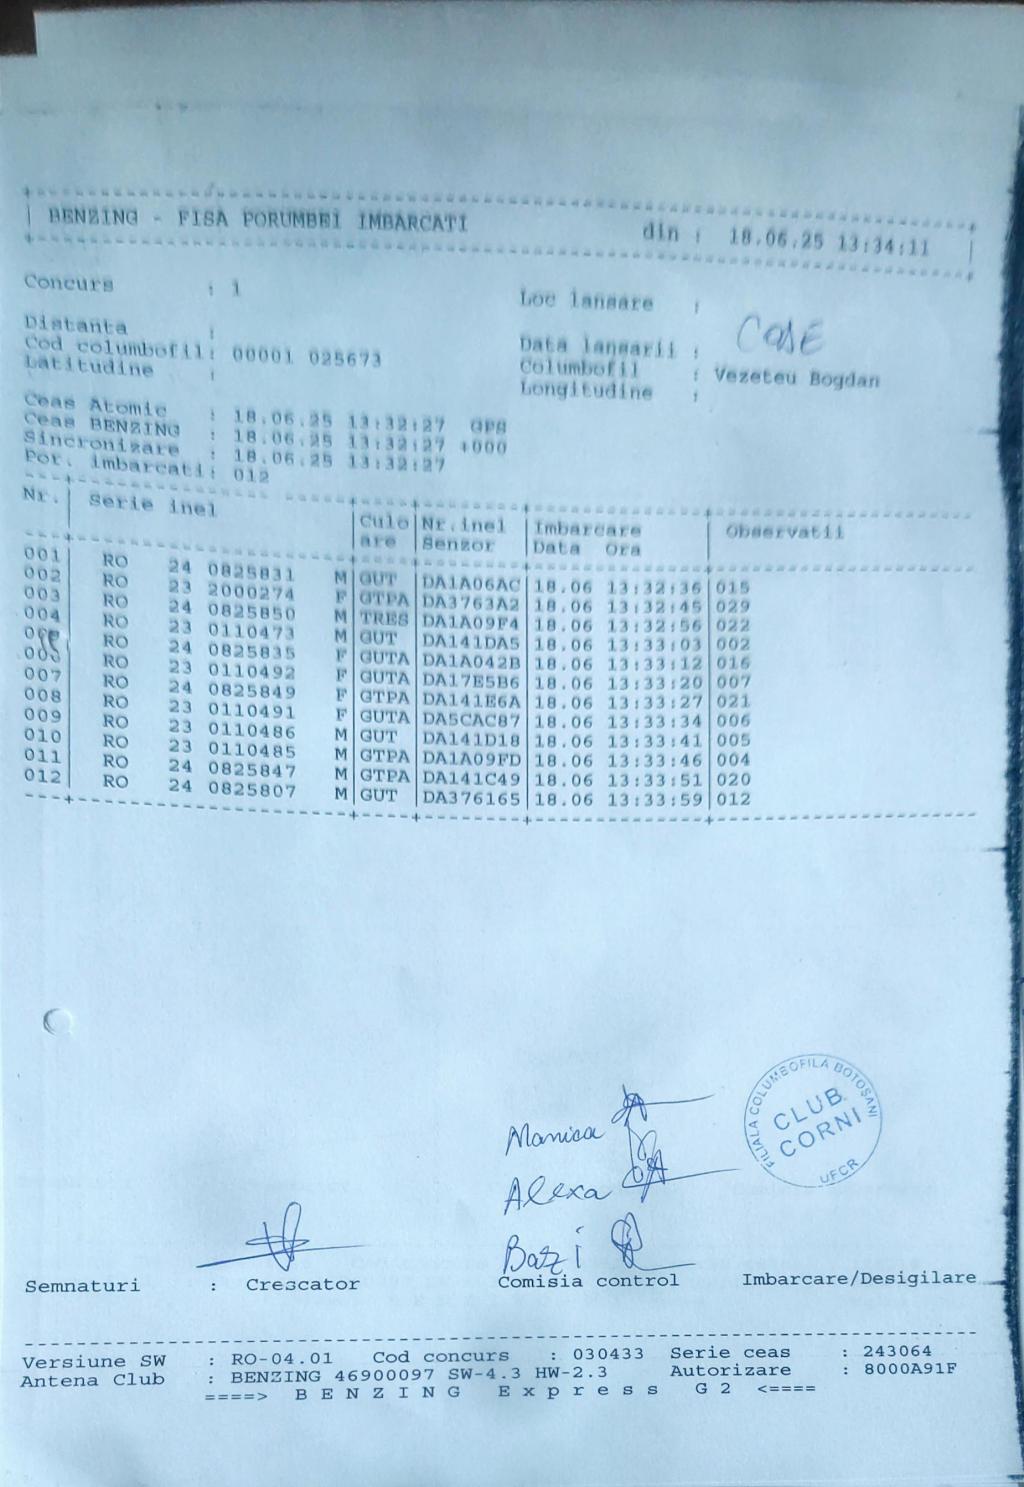 BENZING - FISA PORUMBEI IMBARCATI din : 18.06.25 13:34:11
Concurs : 1 Loc lansare :
COSE
Distanta : Data lansarii :
Cod columbofil: 00001 025673 Columbofil : Vezeteu Bogdan
Latitudine : Longitudine :
Ceas Atomic : 18.06.25 13:32:27 GPS
Ceas BENZING : 18.06.25 13:32:27 +000
Sincronizare : 18.06.25 13:32:27
Por. imbarcati: 012
Nr. Serie inel Culo Nr.inel Imbarcare Observatii
are Senzor Data Ora
001 RO 24 0825831 M GUT DA1A06AC 18.06 13:32:36 015
002 RO 23 2000274 F GTPA DA3763A2 18.06 13:32:45 029
003 RO 24 0825850 M TRES DA1A09F4 18.06 13:32:56 022
004 RO 23 0110473 M GUT DA141DA5 18.06 13:33:03 002
RO 24 0825835 F GUTA DA1A042B 18.06 13:33:12 016
006 RO 23 0110492 F GUTA DA17E5B6 18.06 13:33:20 007
007 RO 24 0825849 F GTPA DA141E6A 18.06 13:33:27 021
008 RO 23 0110491 F GUTA DA5CAC87 18.06 13:33:34 006
009 RO 23 0110486 M GUT DA141D18 18.06 13:33:41 005
010 RO 23 0110485 M GTPA DA1A09FD 18.06 13:33:46 004
011 RO 24 0825847 M GTPA DA141C49 18.06 13:33:51 020
012 RO 24 0825807 M GUT DA376165 18.06 13:33:59 012
FILIALA COLUMBOFILA BOTOȘANI
CLUB
CORNI
UFCR
Manica
Alexa
Bazzi
Semnaturi : Crescator Comisia control Imbarcare/Desigilare
Versiune SW : RO-04.01 Cod concurs : 030433 Serie ceas : 243064
Antena Club : BENZING 46900097 SW-4.3 HW-2.3 Autorizare : 8000A91F
====> B E N Z I N G E x p r e s s G 2 <====